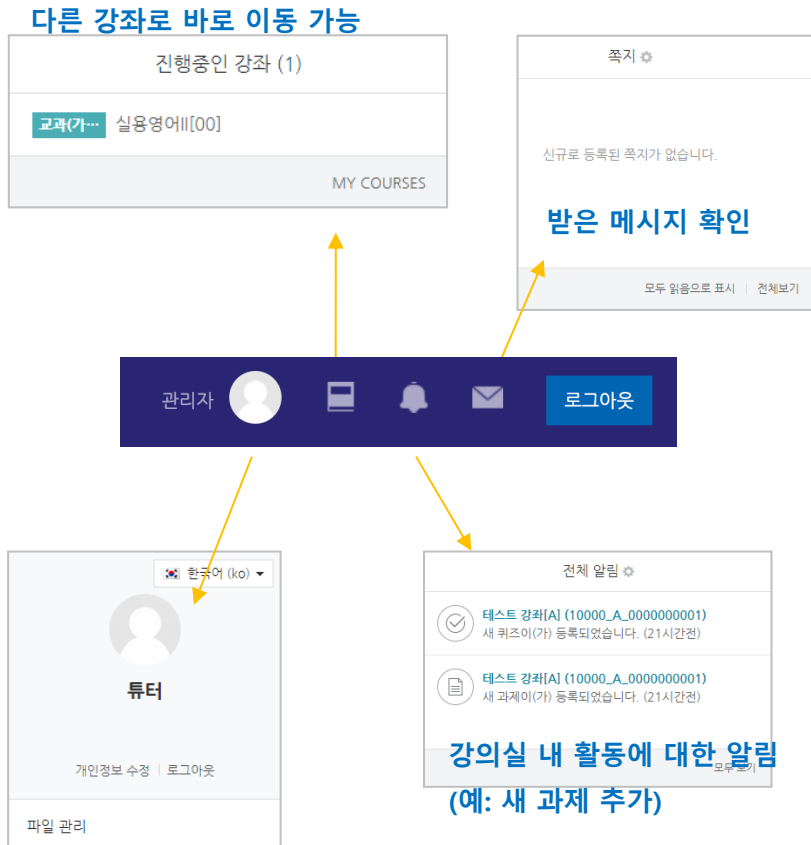 다른 강좌로 바로 이동 가능
진행중인 강좌 (1)
교과(가… 실용영어II[00]
MY COURSES
쪽지
신규로 등록된 쪽지가 없습니다.
받은 메시지 확인
모두 읽음으로 표시 | 전체보기
관리자
로그아웃
한국어 (ko)
튜터
개인정보 수정 | 로그아웃
파일 관리
전체 알림
테스트 강좌[A] (10000_A_0000000001)
새 퀴즈이(가) 등록되었습니다. (21시간전)
테스트 강좌[A] (10000_A_0000000001)
새 과제이(가) 등록되었습니다. (21시간전)
강의실 내 활동에 대한 알림
모두 보기
(예: 새 과제 추가)